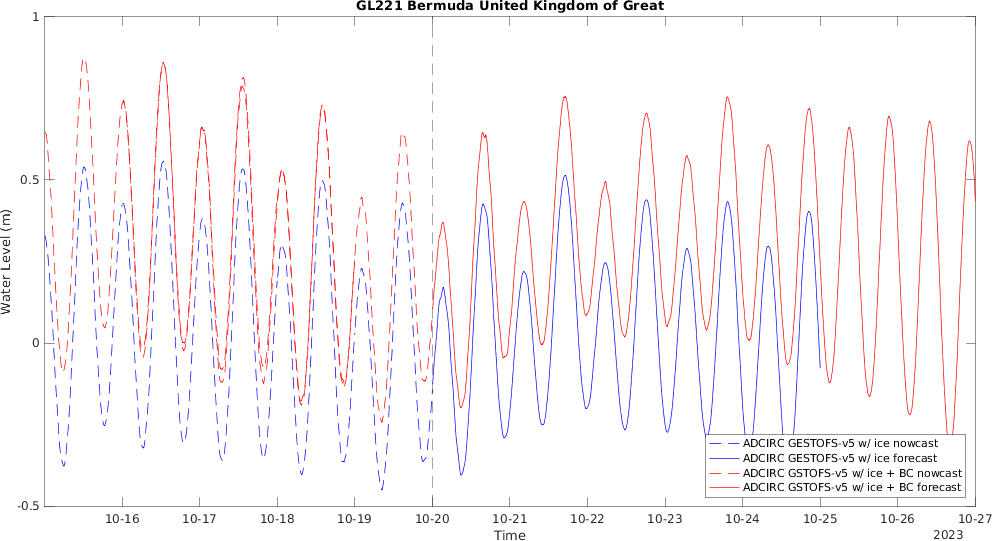 GL221 Bermuda United Kingdom of Great
1
0.5
0
-0.5
Water Level (m)
10-16 10-17 10-18 10-19 10-20 10-21 10-22 10-23 10-24 10-25 10-26 10-27
Time
2023
ADCIRC GESTOFS-v5 w/ ice nowcast
ADCIRC GESTOFS-v5 w/ ice forecast
ADCIRC GSTOFS-v5 w/ ice + BC nowcast
ADCIRC GSTOFS-v5 w/ ice + BC forecast